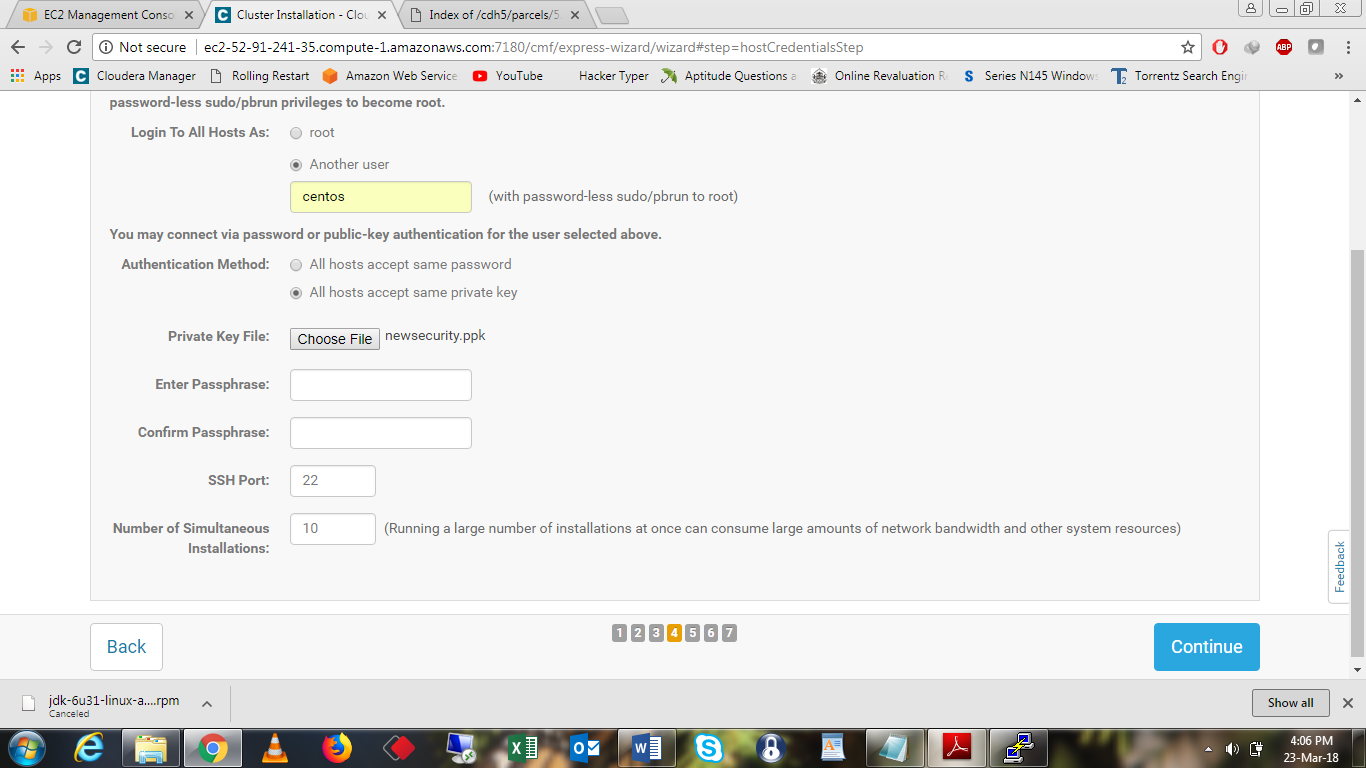 EC2 Management Conso
Cluster Installation - Clou
Index of /cdh5/parcels/5.
Not secure ec2-52-91-241-35.compute-1.amazonaws.com:7180/cmf/express-wizard/wizard#step=hostCredentialsStep
ABP
Apps C Cloudera Manager Rolling Restart Amazon Web Service YouTube Hacker Typer Aptitude Questions a Online Revaluation R S Series N145 Window Torrentz Search Engi »
password-less sudo/pbrun privileges to become root.
Login To All Hosts As: root
Another user
centos (with password-less sudo/pbrun to root)
You may connect via password or public-key authentication for the user selected above.
Authentication Method: All hosts accept same password
All hosts accept same private key
Private Key File: Choose File newsecurity.ppk
Enter Passphrase:
Confirm Passphrase:
SSH Port: 22
Number of Simultaneous Installations: 10 (Running a large number of installations at once can consume large amounts of network bandwidth and other system resources)
Feedback
Back 1 2 3 4 5 6 7 Continue
jdk-6u31-linux-a....rpm
Canceled
Show all
4:06 PM
23-Mar-18